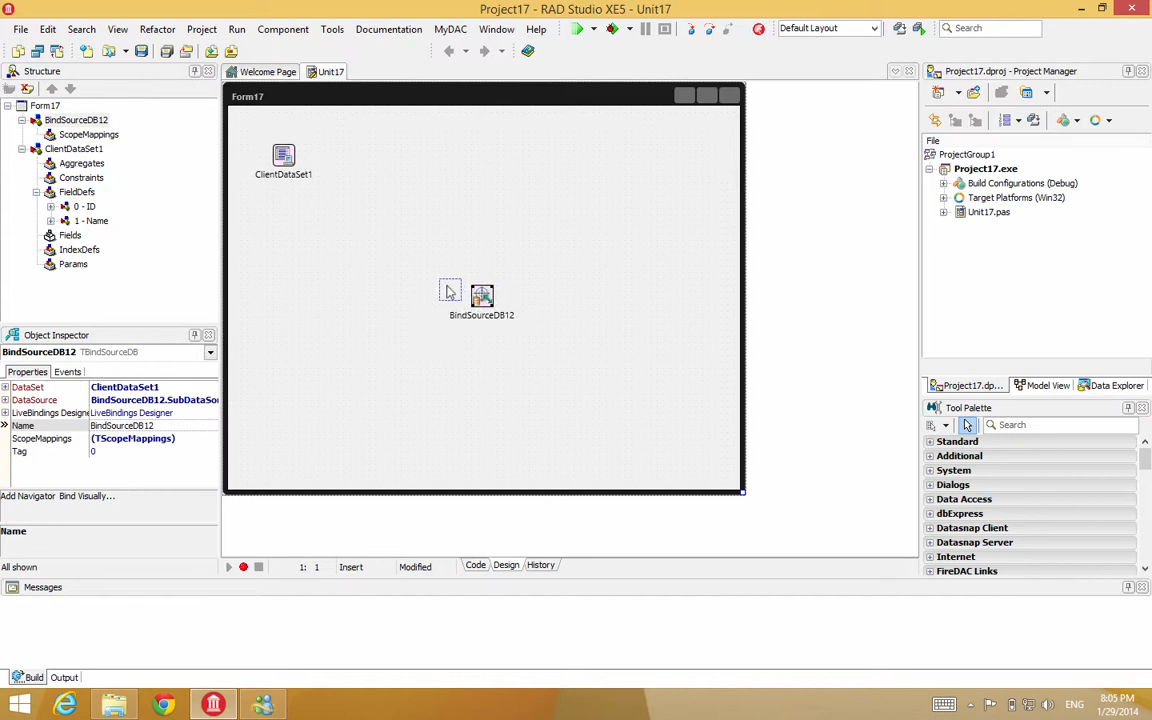 Project17 - RAD Studio XE5 - Unit17
File Edit Search View Refactor Project Run Component Tools Documentation MyDAC Window Help
Default Layout
Search
Structure
Welcome Page
Unit17
Project17.dproj - Project Manager
Form17
BindSourceDB12
ScopeMappings
ClientDataSet1
Aggregates
Constraints
FieldDefs
0 - ID
1 - Name
Fields
IndexDefs
Params
Form17
ClientDataSet1
BindSourceDB12
File
ProjectGroup1
Project17.exe
Build Configurations (Debug)
Target Platforms (Win32)
Unit17.pas
Object Inspector
BindSourceDB12 TBindSourceDB
Properties Events
DataSet ClientDataSet1
DataSource BindSourceDB12.SubDataSou
LiveBindings Designe LiveBindings Designer
Name BindSourceDB12
ScopeMappings (TScopeMappings)
Tag 0
Add Navigator Bind Visually...
Name
All shown
Project17.dp... Model View Data Explorer
Tool Palette
Search
Standard
Additional
System
Dialogs
Data Access
dbExpress
Datasnap Client
Datasnap Server
Internet
FireDAC Links
1: 1 Insert Modified
Code Design History
Messages
Build Output
ENG
8:05 PM
1/29/2014